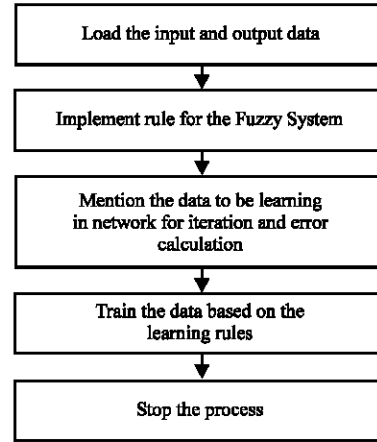 Load the input and output data
Implement rule for the Fuzzy System
Mention the data to be learning
in network for iteration and error
calculation
Train the data based on the
learning rules
Stop the process